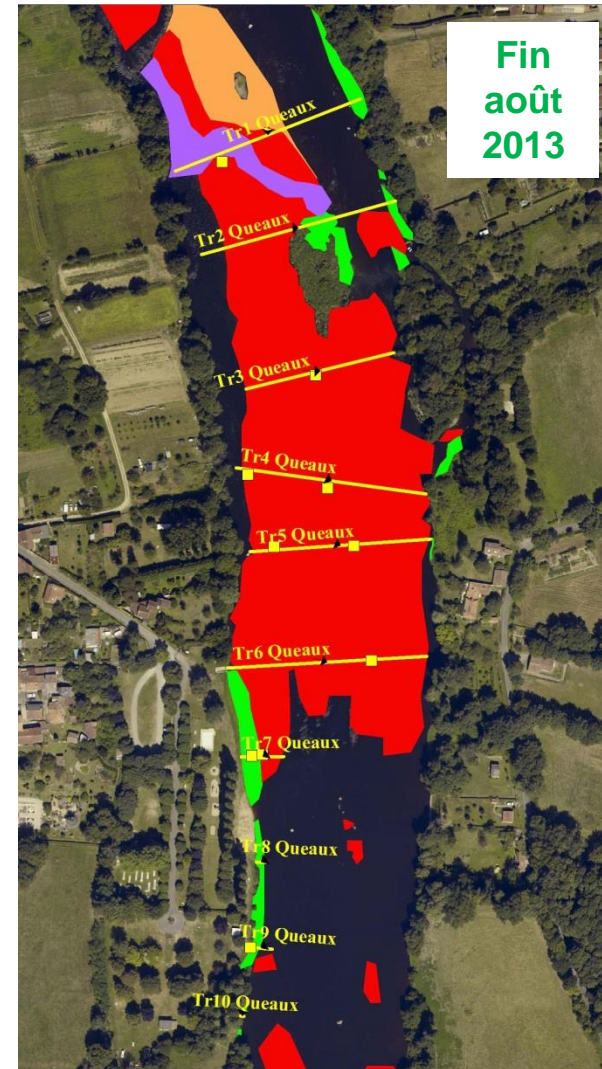 Fin
août
2013
Tr1 Queaux
Tr2 Queaux
Tr3 Queaux
Tr4 Queaux
Tr5 Queaux
Tr6 Queaux
Tr7 Queaux
Tr8 Queaux
Tr9 Queaux
Tr10 Queaux